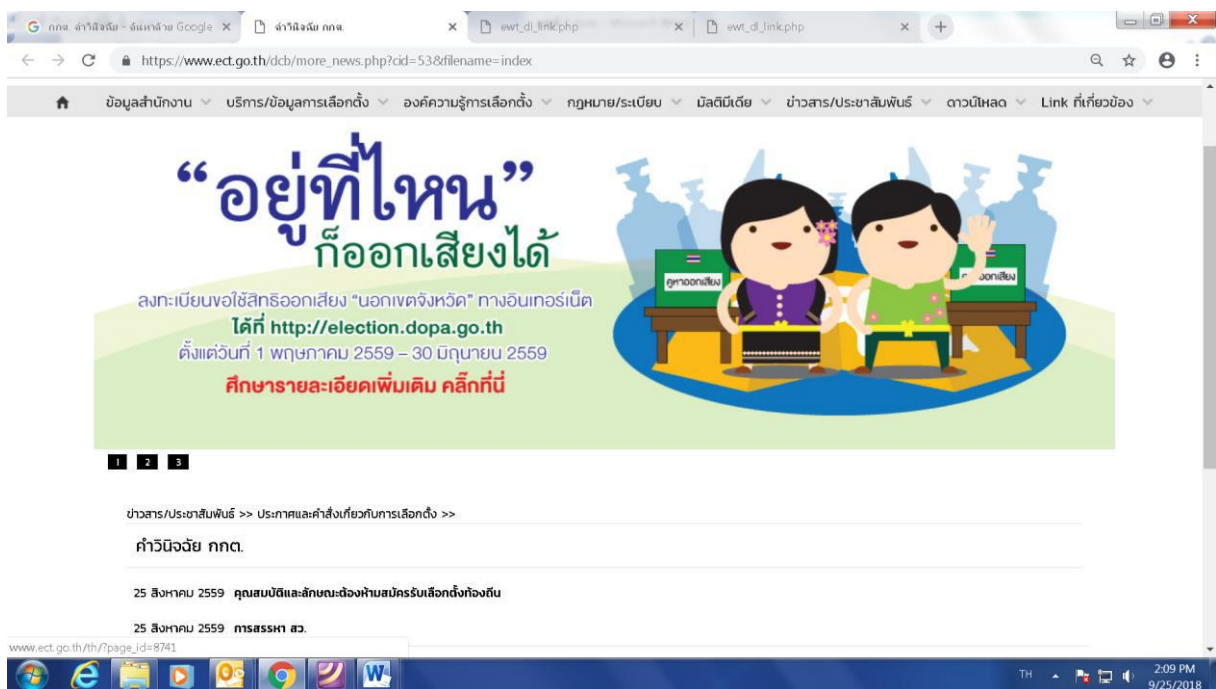 กกต. คำวินิจฉัย - ค้นหาด้วย Google
คำวินิจฉัย กกต.
ewt_dl_link.php
ewt_dl_link.php
https://www.ect.go.th/dcb/more_news.php?cid=53&filename=index
ข้อมูลสำนักงาน บริการ/ข้อมูลการเลือกตั้ง องค์ความรู้การเลือกตั้ง กฎหมาย/ระเบียบ มัลติมีเดีย ข่าวสาร/ประชาสัมพันธ์ ดาวน์โหลด Link ที่เกี่ยวข้อง
“อยู่ที่ไหน”
ก็ออกเสียงได้
ลงทะเบียนขอใช้สิทธิออกเสียง “นอกเขตจังหวัด” ทางอินเทอร์เน็ต
ได้ที่ http://election.dopa.go.th
ตั้งแต่วันที่ 1 พฤษภาคม 2559 – 30 มิถุนายน 2559
ศึกษารายละเอียดเพิ่มเติม คลิ๊กที่นี่
คูหาออกเสียง
1 2 3
ข่าวสาร/ประชาสัมพันธ์ >> ประกาศและคำสั่งเกี่ยวกับการเลือกตั้ง >>
คำวินิจฉัย กกต.
25 สิงหาคม 2559 คุณสมบัติและลักษณะต้องห้ามสมัครรับเลือกตั้งท้องถิ่น
25 สิงหาคม 2559 การสรรหา สว.
www.ect.go.th/th/?page_id=8741
TH
2:09 PM
9/25/2018